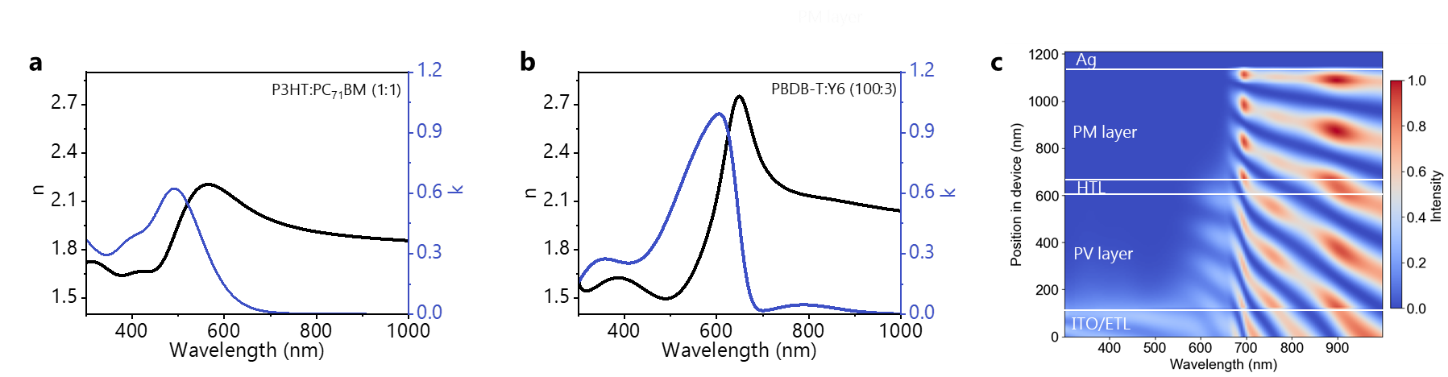 a
P3HT:PC71BM (1:1)
n
2.7
2.4
2.1
1.8
1.5
1.2
0.9
0.6
0.3
0.0
k
400
600
800
1000
Wavelength (nm)
b
PBDB-T:Y6 (100:3)
n
2.7
2.4
2.1
1.8
1.5
1.2
0.9
0.6
0.3
0.0
k
400
600
800
1000
Wavelength (nm)
PM layer
c
Position in device (nm)
1200
1000
800
600
400
200
0
Ag
PM layer
HTL
PV layer
ITO/ETL
400
500
600
700
800
900
Wavelength (nm)
1.0
0.8
0.6
0.4
0.2
0.0
Intensity